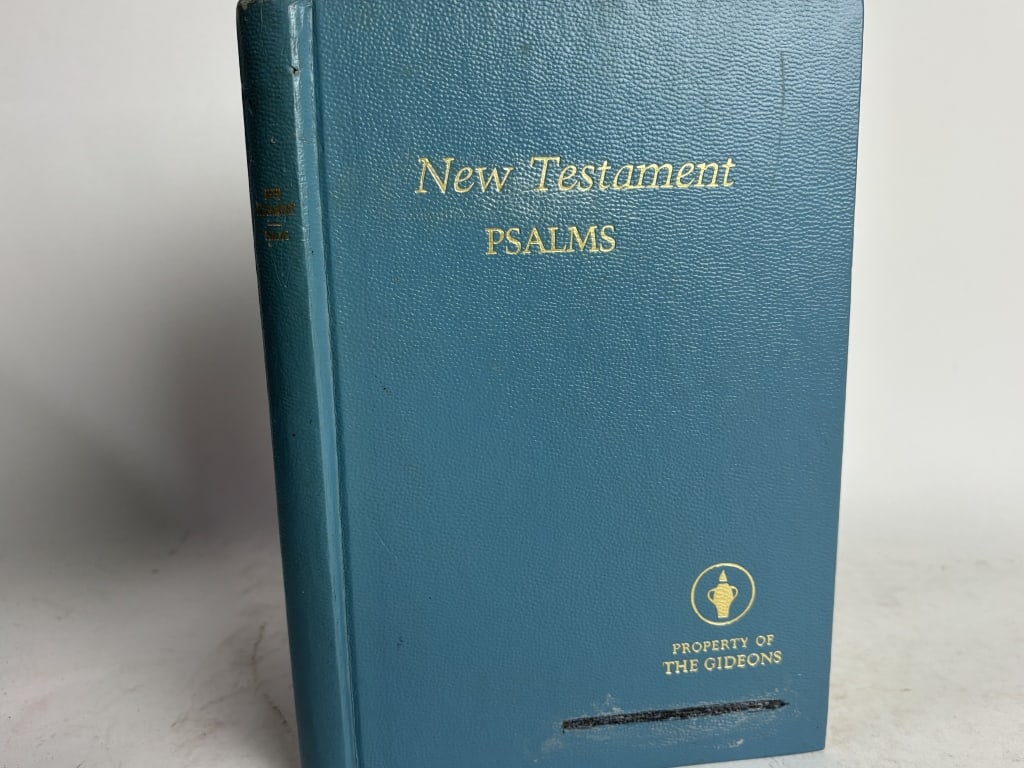 New Testament
PSALMS
PROPERTY OF
THE GIDEONS